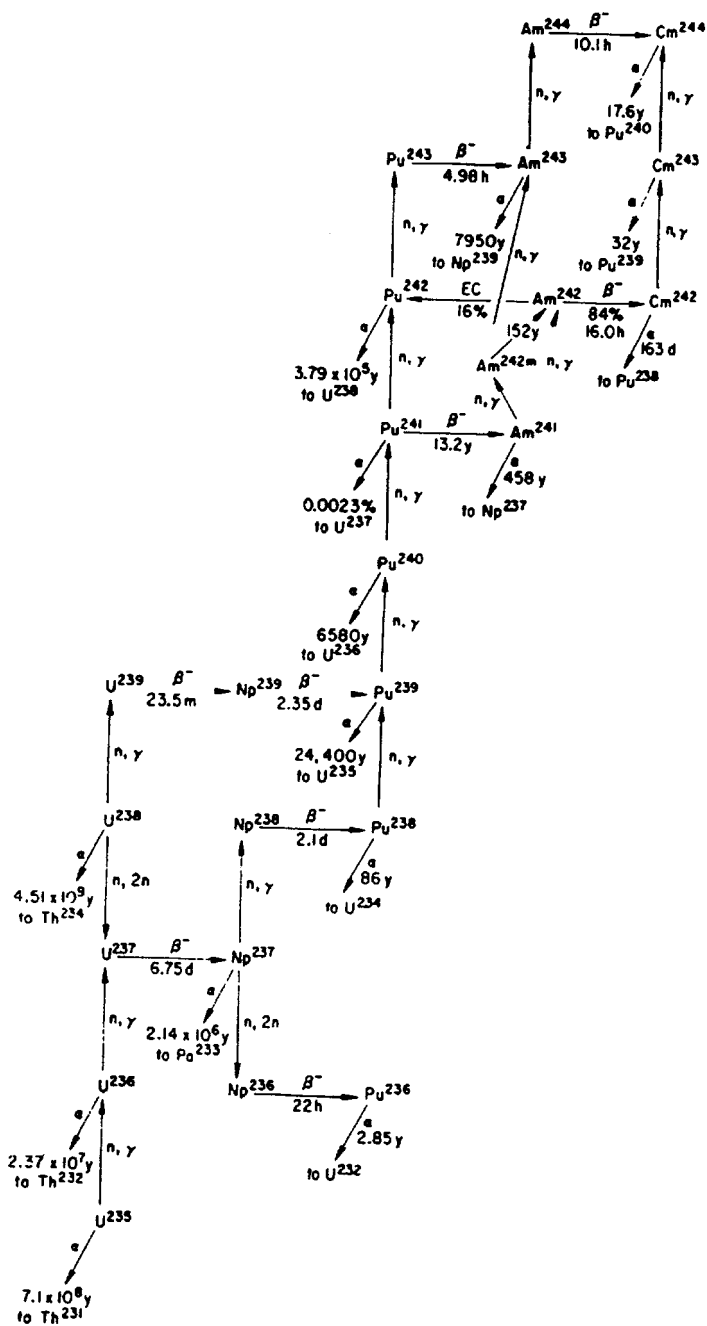 Am²⁴⁴ β⁻ Cm²⁴⁴
10.1h
α
n, γ n, γ
17.6y
to Pu²⁴⁰
Pu²⁴³ β⁻ Am²⁴³ Cm²⁴³
4.98h
α α
n, γ 7950y n, γ 32y n, γ
to Np²³⁹ to Pu²³⁹
Pu²⁴² EC Am²⁴² β⁻ Cm²⁴²
16% 84%
152y 16.0h
α α
163d
3.79 x 10⁵y n, γ Am²⁴²ᵐ n, γ to Pu²³⁸
to U²³⁸
n, γ
Pu²⁴¹ β⁻ Am²⁴¹
13.2y
α α
458y
0.0023% n, γ to Np²³⁷
to U²³⁷
Pu²⁴⁰
α
n, γ
6580y
to U²³⁶
U²³⁹ β⁻ Np²³⁹ β⁻ Pu²³⁹
23.5m 2.35d
α
n, γ 24,400y n, γ
to U²³⁵
U²³⁸ Np²³⁸ β⁻ Pu²³⁸
2.1d
α α
86y
4.51 x 10⁹y n, 2n n, γ to U²³⁴
to Th²³⁴
U²³⁷ β⁻ Np²³⁷
6.75d
α
n, γ 2.14 x 10⁶y n, 2n
to Pa²³³
U²³⁶ Np²³⁶ β⁻ Pu²³⁶
22h
α α
2.85y
2.37 x 10⁷y n, γ to U²³²
to Th²³²
U²³⁵
α
7.1 x 10⁸y
to Th²³¹